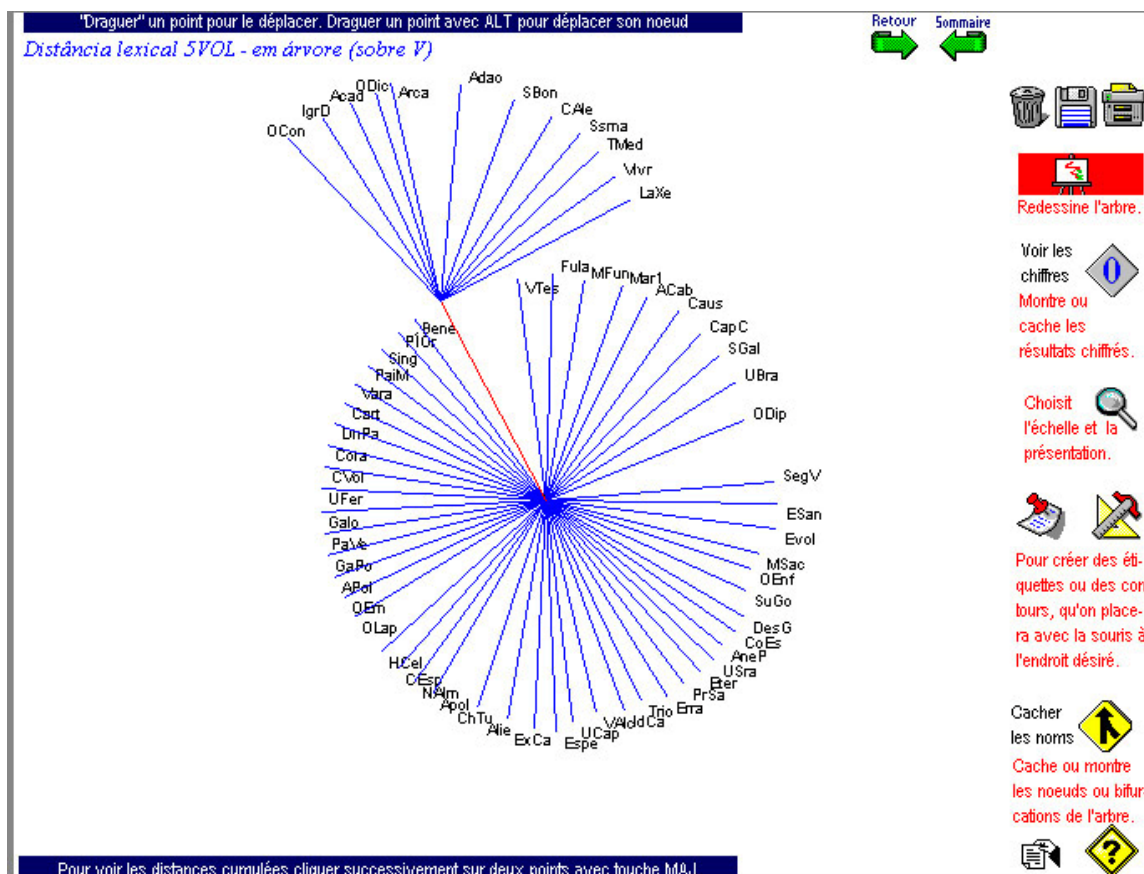 "Draguer" un point pour le déplacer. Draguer un point avec ALT pour déplacer son noeud
Retour Sommaire
Distância lexical 5VOL - em árvore (sobre V)
OCon
IgrD
Acad
ODic
Arca
Adao
SBon
CAle
Ssma
TMed
Vivr
LaXe
VTes
Fula
MFun
Mar1
ACab
Caus
CapC
SGal
UBra
ODip
SegV
ESan
Evol
MSac
OEnf
SuGo
DesG
CoEs
AneP
USra
Eter
PrSa
Erra
Trio
IdCa
VAld
UCap
Espe
ExCa
Alie
ChTu
Apol
NAlm
CEsp
HCel
OLap
OEm
APol
GaPo
PaVe
Galo
UFer
CVol
Cora
DnPa
Cart
Vara
PaiM
Sing
PlOr
Bene
Redessine l'arbre.
Voir les
chiffres
0
Montre ou
cache les
résultats chiffrés.
Choisit
l'échelle et la
présentation.
Pour créer des éti-
quettes ou des con
tours, qu'on place-
ra avec la souris à
l'endroit désiré.
Cacher
les noms
Cache ou montre
les noeuds ou bifur
cations de l'arbre.
?
Pour voir les distances cumulées cliquer successivement sur deux points avec touche MAJ